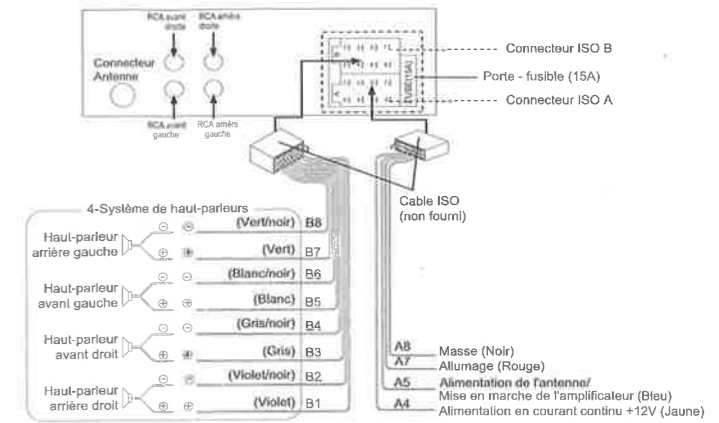 RCA avant
droite
RCA arrière
droite
Connecteur
Antenne
RCA avant
gauche
RCA arrière
gauche
B
A
FUSE(15A)
Connecteur ISO B
Porte - fusible (15A)
Connecteur ISO A
Cable ISO
(non fourni)
4-Système de haut-parleurs
Haut-parleur
arrière gauche
(Vert/noir) B8
(Vert) B7
Haut-parleur
avant gauche
(Blanc/noir) B6
(Blanc) B5
Haut-parleur
avant droit
(Gris/noir) B4
(Gris) B3
Haut-parleur
arrière droit
(Violet/noir) B2
(Violet) B1
A8 Masse (Noir)
A7 Allumage (Rouge)
A5 Alimentation de l'antenne/
Mise en marche de l'amplificateur (Bleu)
A4 Alimentation en courant continu +12V (Jaune)